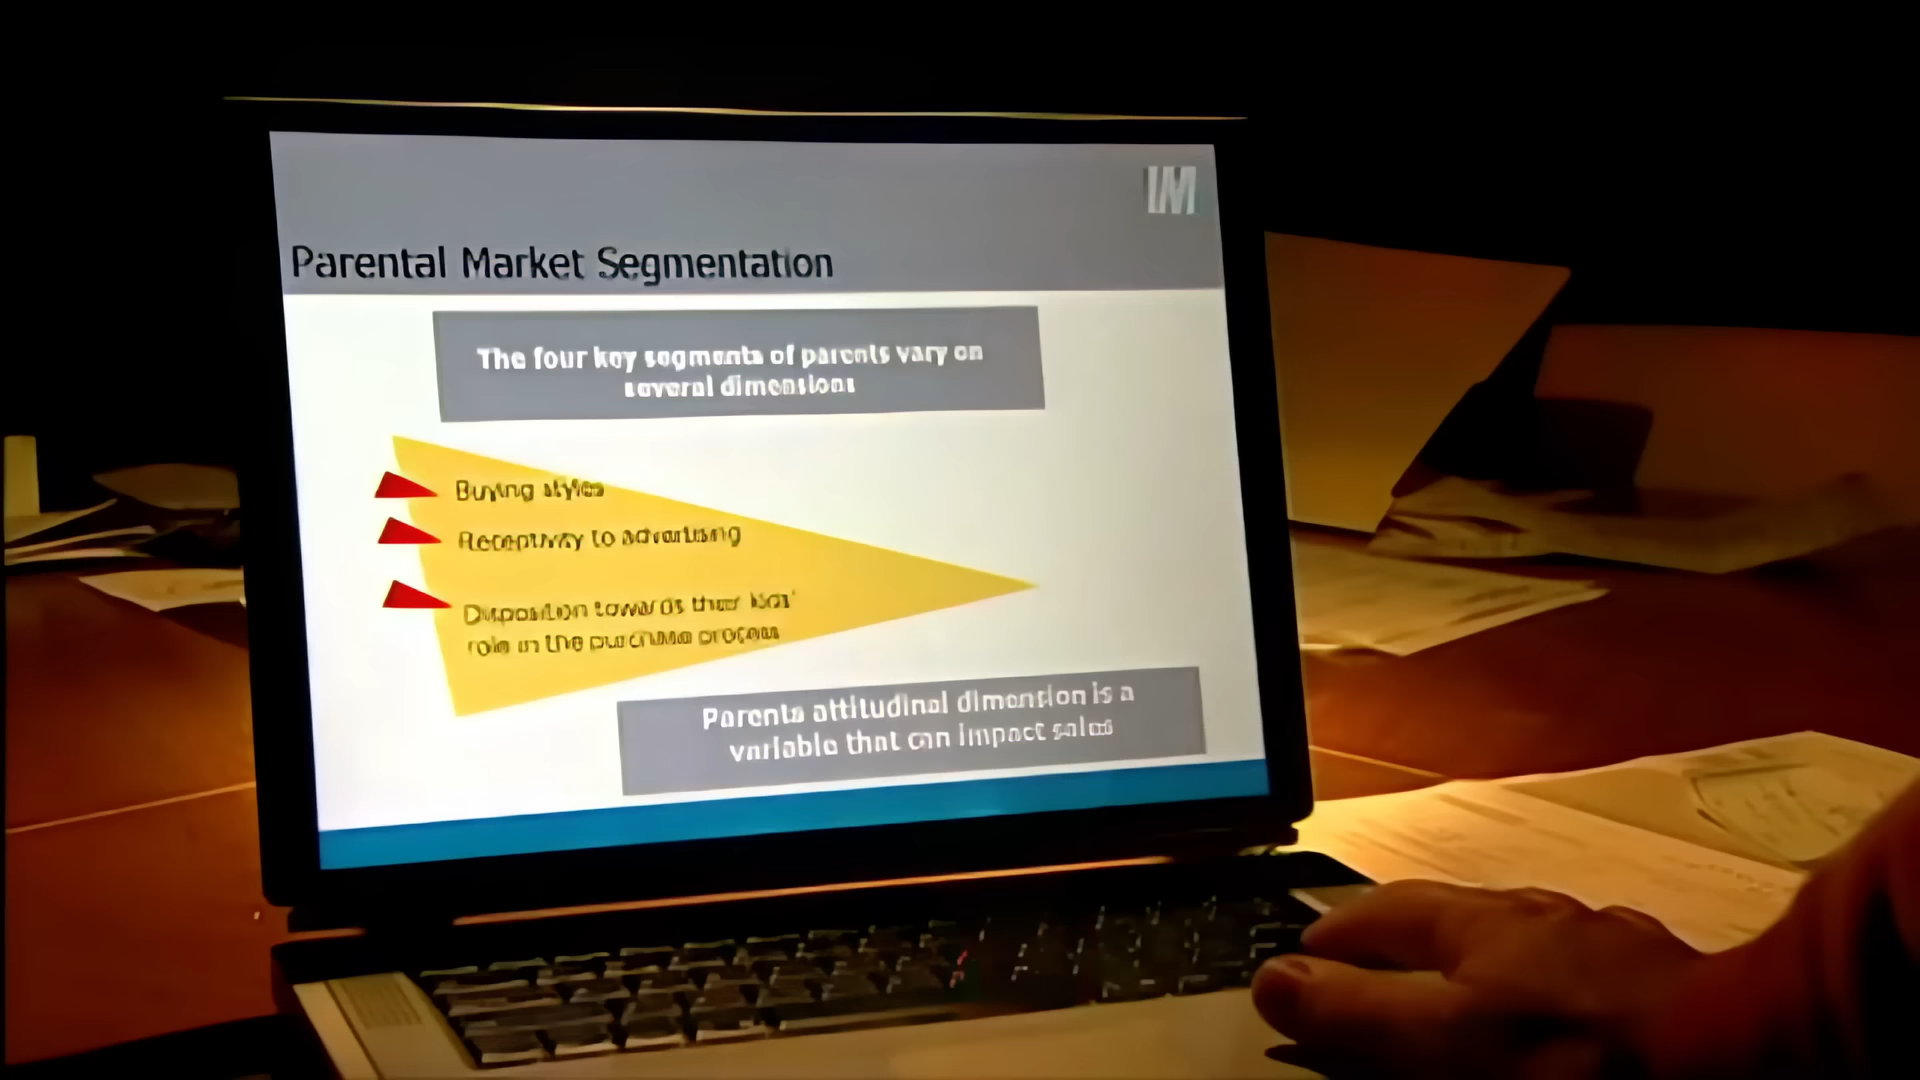 IM
Parental Market Segmentation
The four key segments of parents vary on
several dimensions
Buying styles
Receptivity to advertising
Disposition towards their kids'
role in the purchase process
Parents attitudinal dimension is a
variable that can impact sales